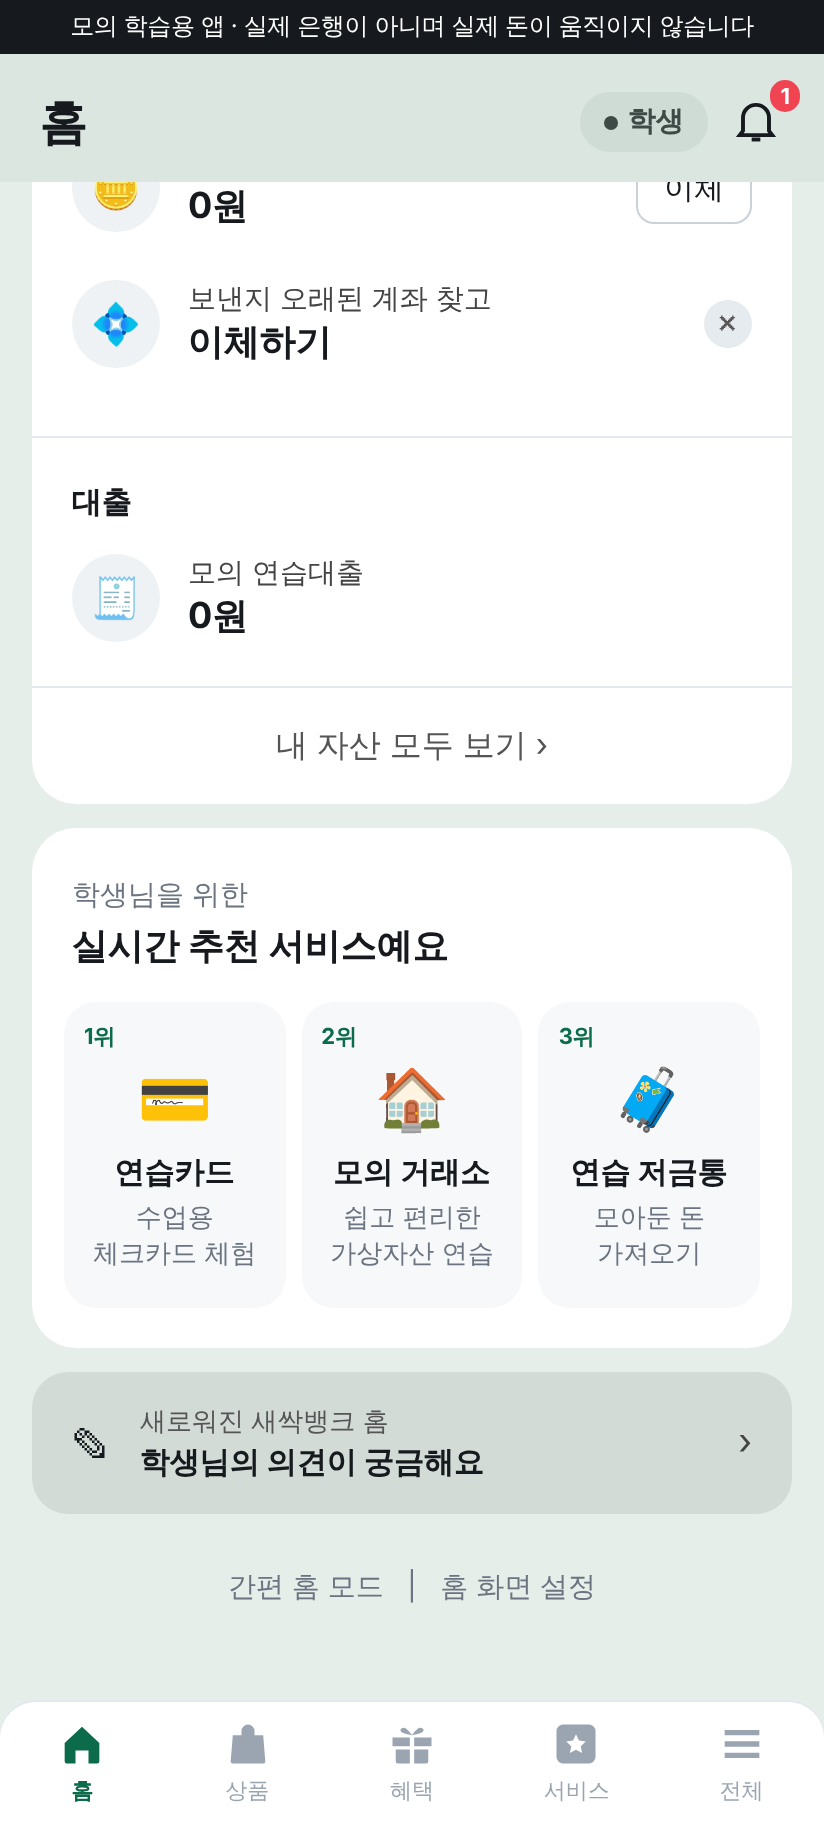 모의 학습용 앱 · 실제 은행이 아니며 실제 돈이 움직이지 않습니다
홈
● 학생
1
0원
이체
보낸지 오래된 계좌 찾고
이체하기
×
대출
모의 연습대출
0원
내 자산 모두 보기 ›
학생님을 위한
실시간 추천 서비스예요
1위
연습카드
수업용
체크카드 체험
2위
모의 거래소
쉽고 편리한
가상자산 연습
3위
연습 저금통
모아둔 돈
가져오기
새로워진 새싹뱅크 홈
학생님의 의견이 궁금해요
›
간편 홈 모드 | 홈 화면 설정
홈
상품
혜택
서비스
전체